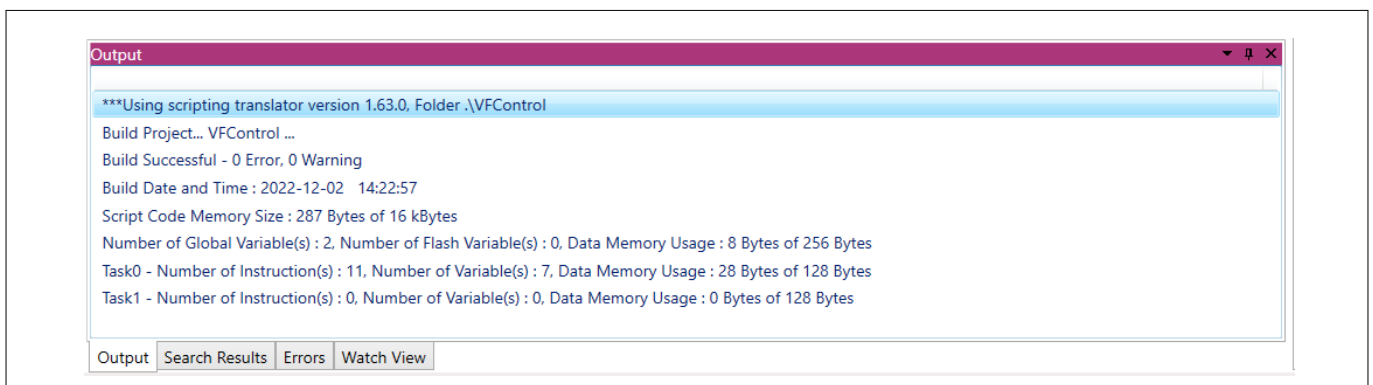 Output
***Using scripting translator version 1.63.0, Folder .\VFControl
Build Project... VFControl ...
Build Successful - 0 Error, 0 Warning
Build Date and Time : 2022-12-02   14:22:57
Script Code Memory Size : 287 Bytes of 16 kBytes
Number of Global Variable(s) : 2, Number of Flash Variable(s) : 0, Data Memory Usage : 8 Bytes of 256 Bytes
Task0 - Number of Instruction(s) : 11, Number of Variable(s) : 7, Data Memory Usage : 28 Bytes of 128 Bytes
Task1 - Number of Instruction(s) : 0, Number of Variable(s) : 0, Data Memory Usage : 0 Bytes of 128 Bytes
Output Search Results Errors Watch View